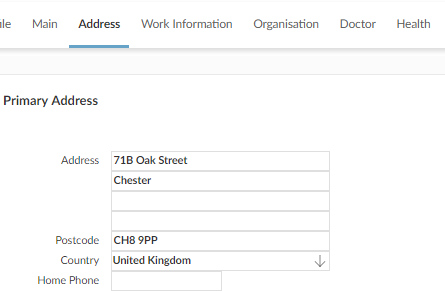 Main Address Work Information Organisation Doctor Health
Primary Address
Address 71B Oak Street
Chester
Postcode CH8 9PP
Country United Kingdom
Home Phone